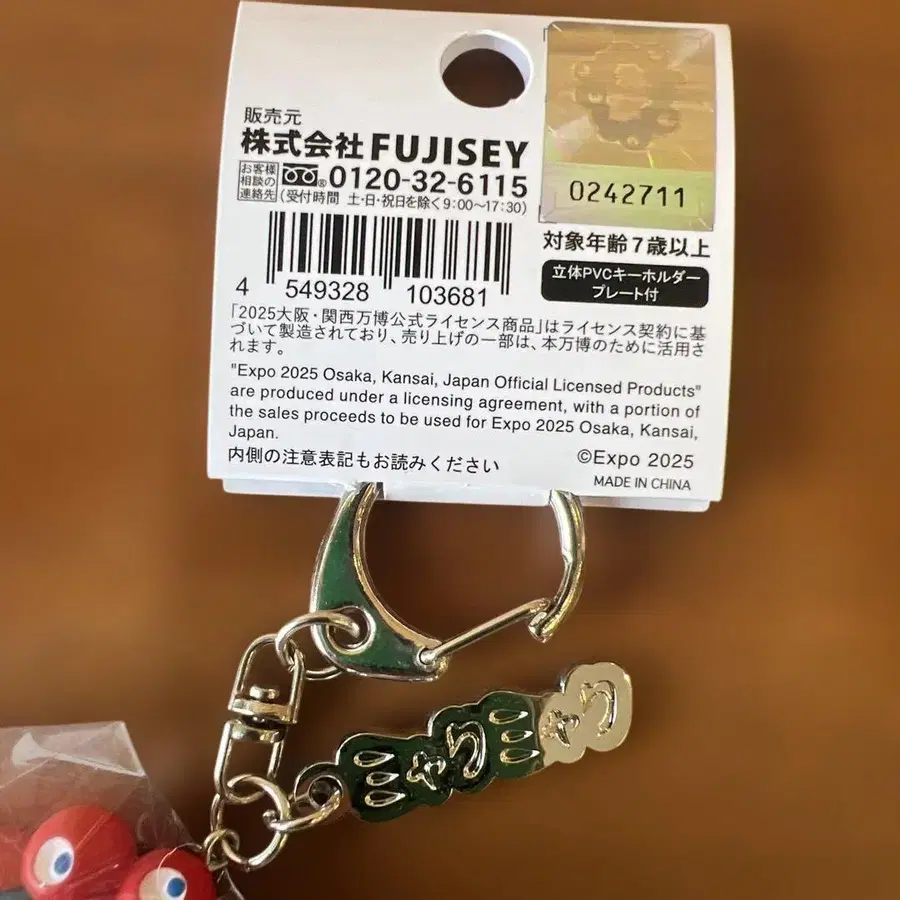 販売元
株式会社FUJISEY
お客様
相談の
連絡先
0120-32-6115
(受付時間 土・日・祝日を除く9:00〜17:30)
0242711
対象年齢7歳以上
立体PVCキーホルダー
プレート付
4 549328 103681
「2025大阪・関西万博公式ライセンス商品」はライセンス契約に基
づいて製造されており、売り上げの一部は、本万博のために活用さ
れます。
"Expo 2025 Osaka, Kansai, Japan Official Licensed Products"
are produced under a licensing agreement, with a portion of
the sales proceeds to be used for Expo 2025 Osaka, Kansai,
Japan.
内側の注意表記もお読みください
©Expo 2025
MADE IN CHINA